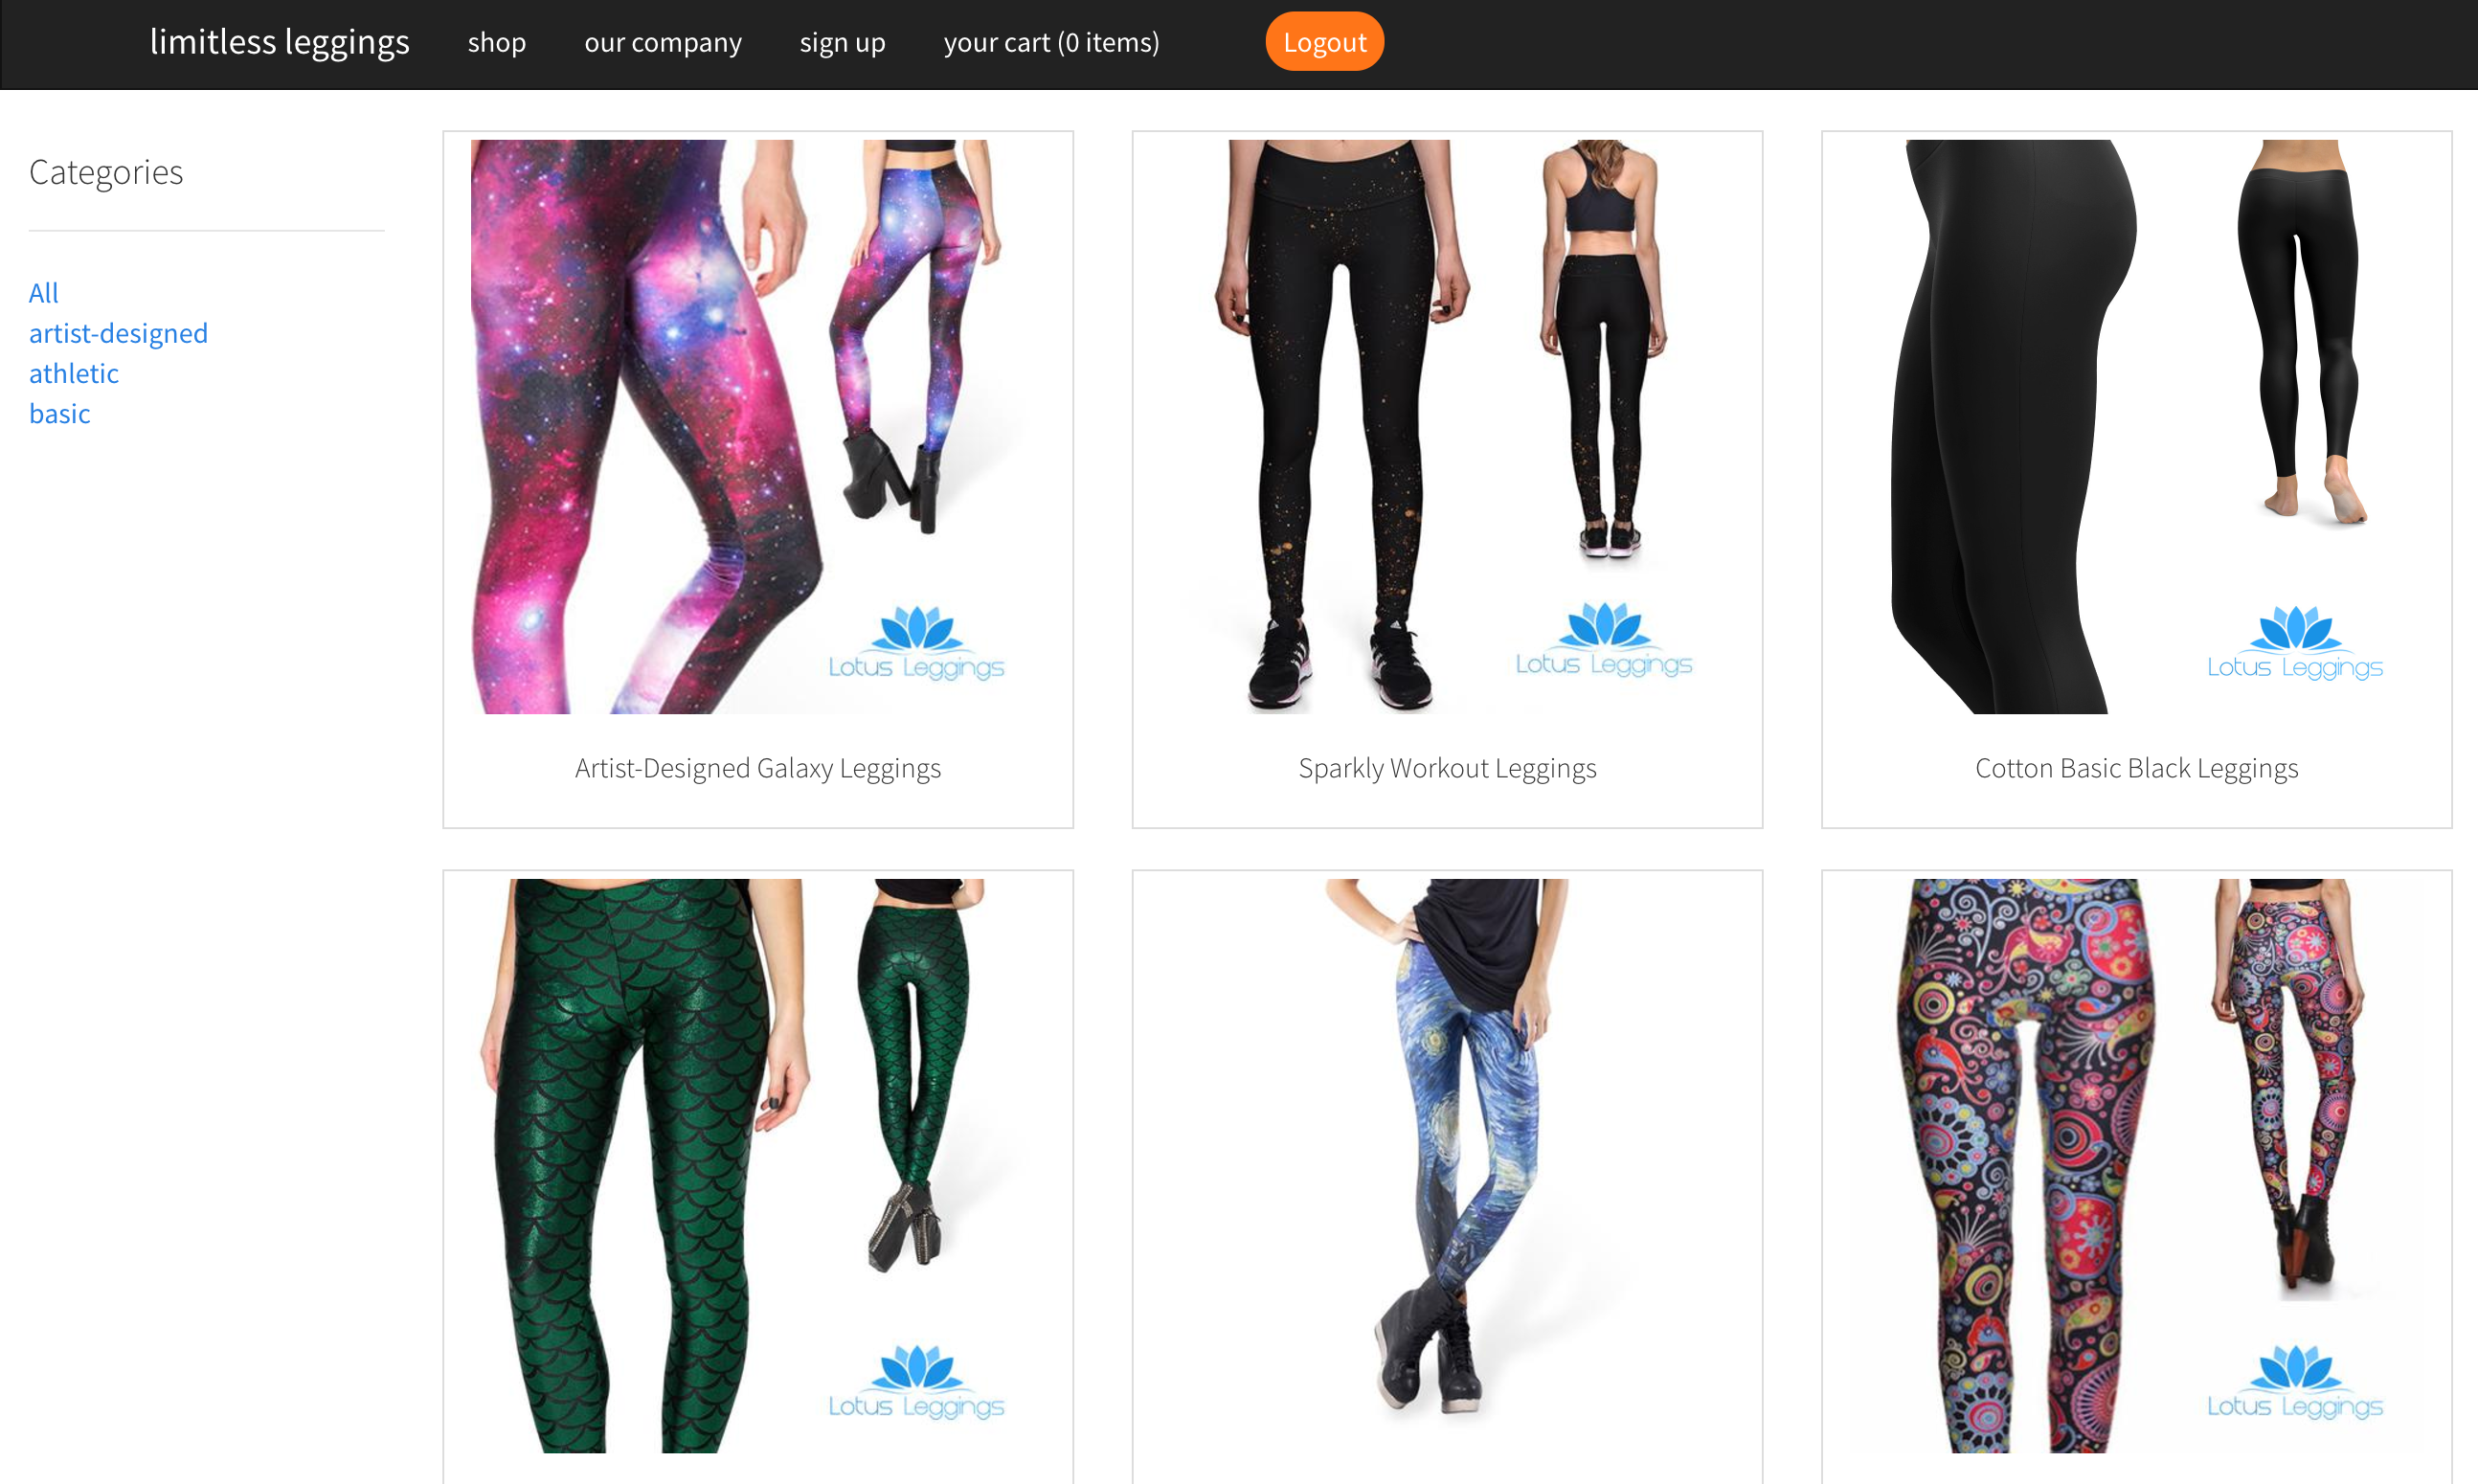 limitless leggings shop our company sign up your cart (0 items) Logout
Categories
All
artist-designed
athletic
basic
Lotus Leggings
Lotus Leggings
Lotus Leggings
Artist-Designed Galaxy Leggings
Sparkly Workout Leggings
Cotton Basic Black Leggings
Lotus Leggings
Lotus Leggings